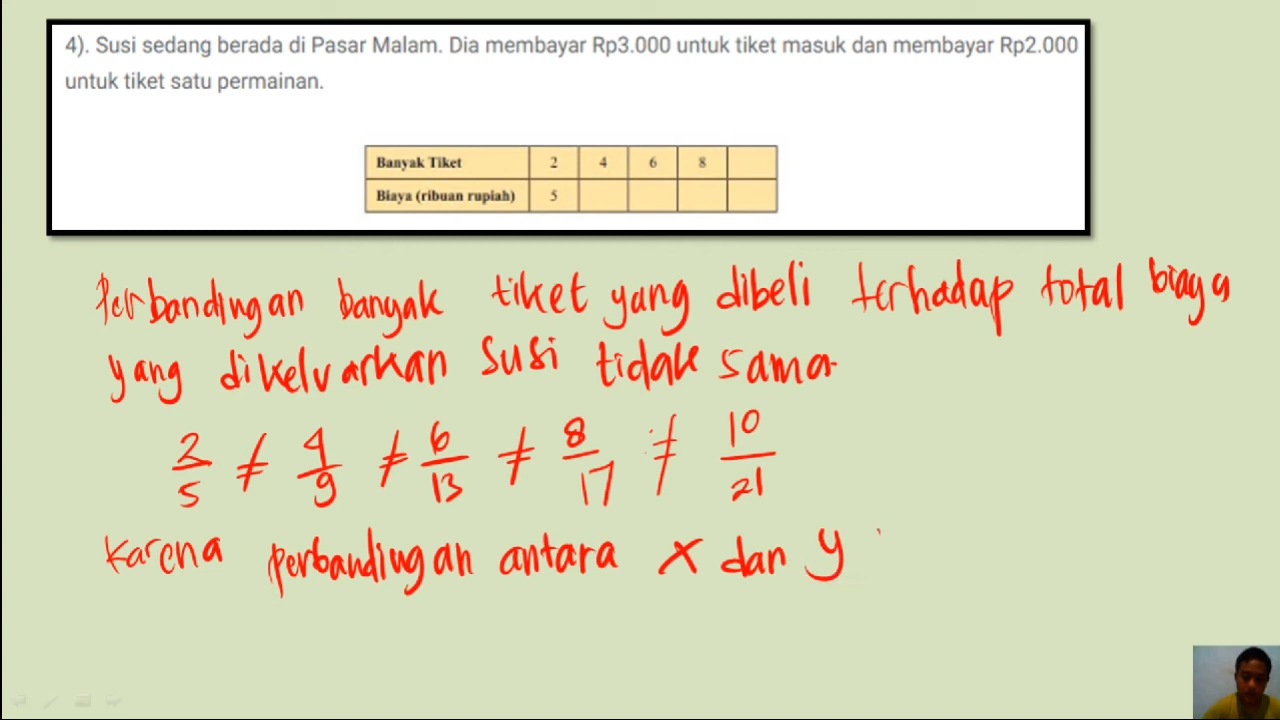 4). Susi sedang berada di Pasar Malam. Dia membayar Rp3.000 untuk tiket masuk dan membayar Rp2.000
untuk tiket satu permainan.
Banyak Tiket 2 4 6 8
Biaya (ribuan rupiah) 5
Perbandingan banyak tiket yang dibeli terhadap total biaya
yang dikeluarkan Susi tidak sama
2/5 ≠ 4/9 ≠ 6/13 ≠ 8/17 ≠ 10/21
Karena perbandingan antara x dan y